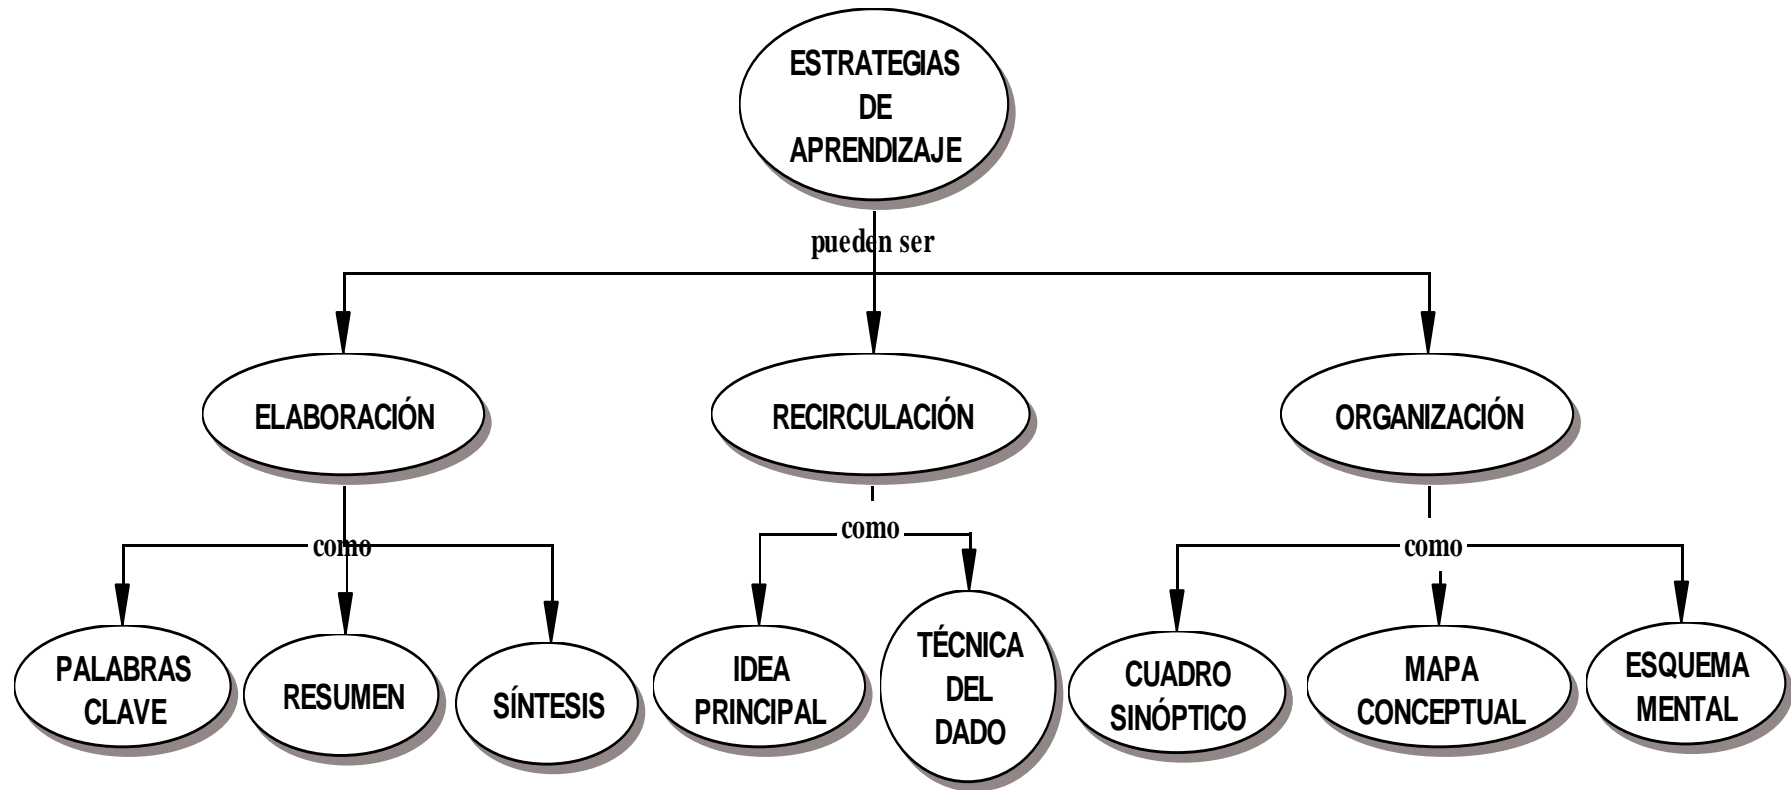 ESTRATEGIAS
DE
APRENDIZAJE
pueden ser
ELABORACIÓN
RECIRCULACIÓN
ORGANIZACIÓN
como
como
como
PALABRAS
CLAVE
RESUMEN
SÍNTESIS
IDEA
PRINCIPAL
TÉCNICA
DEL
DADO
CUADRO
SINÓPTICO
MAPA
CONCEPTUAL
ESQUEMA
MENTAL